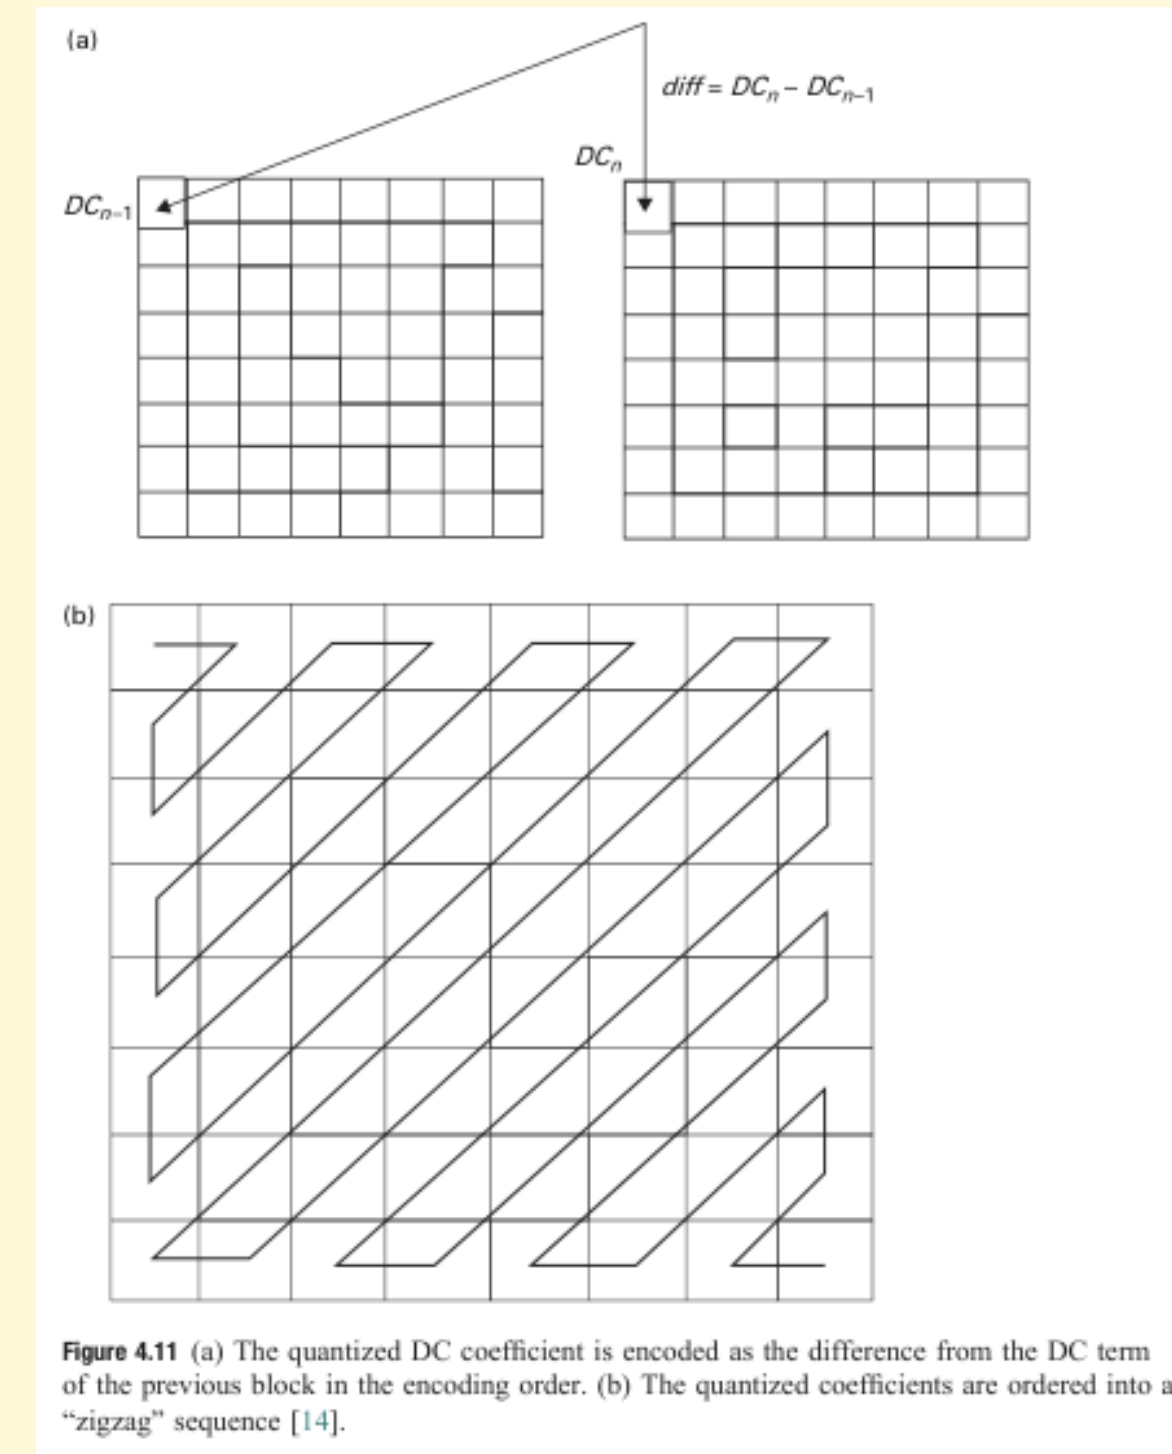 (a)
diff = DCₙ – DCₙ₋₁
DCₙ
DCₙ₋₁
(b)
Figure 4.11 (a) The quantized DC coefficient is encoded as the difference from the DC term
of the previous block in the encoding order. (b) The quantized coefficients are ordered into a
“zigzag” sequence [14].